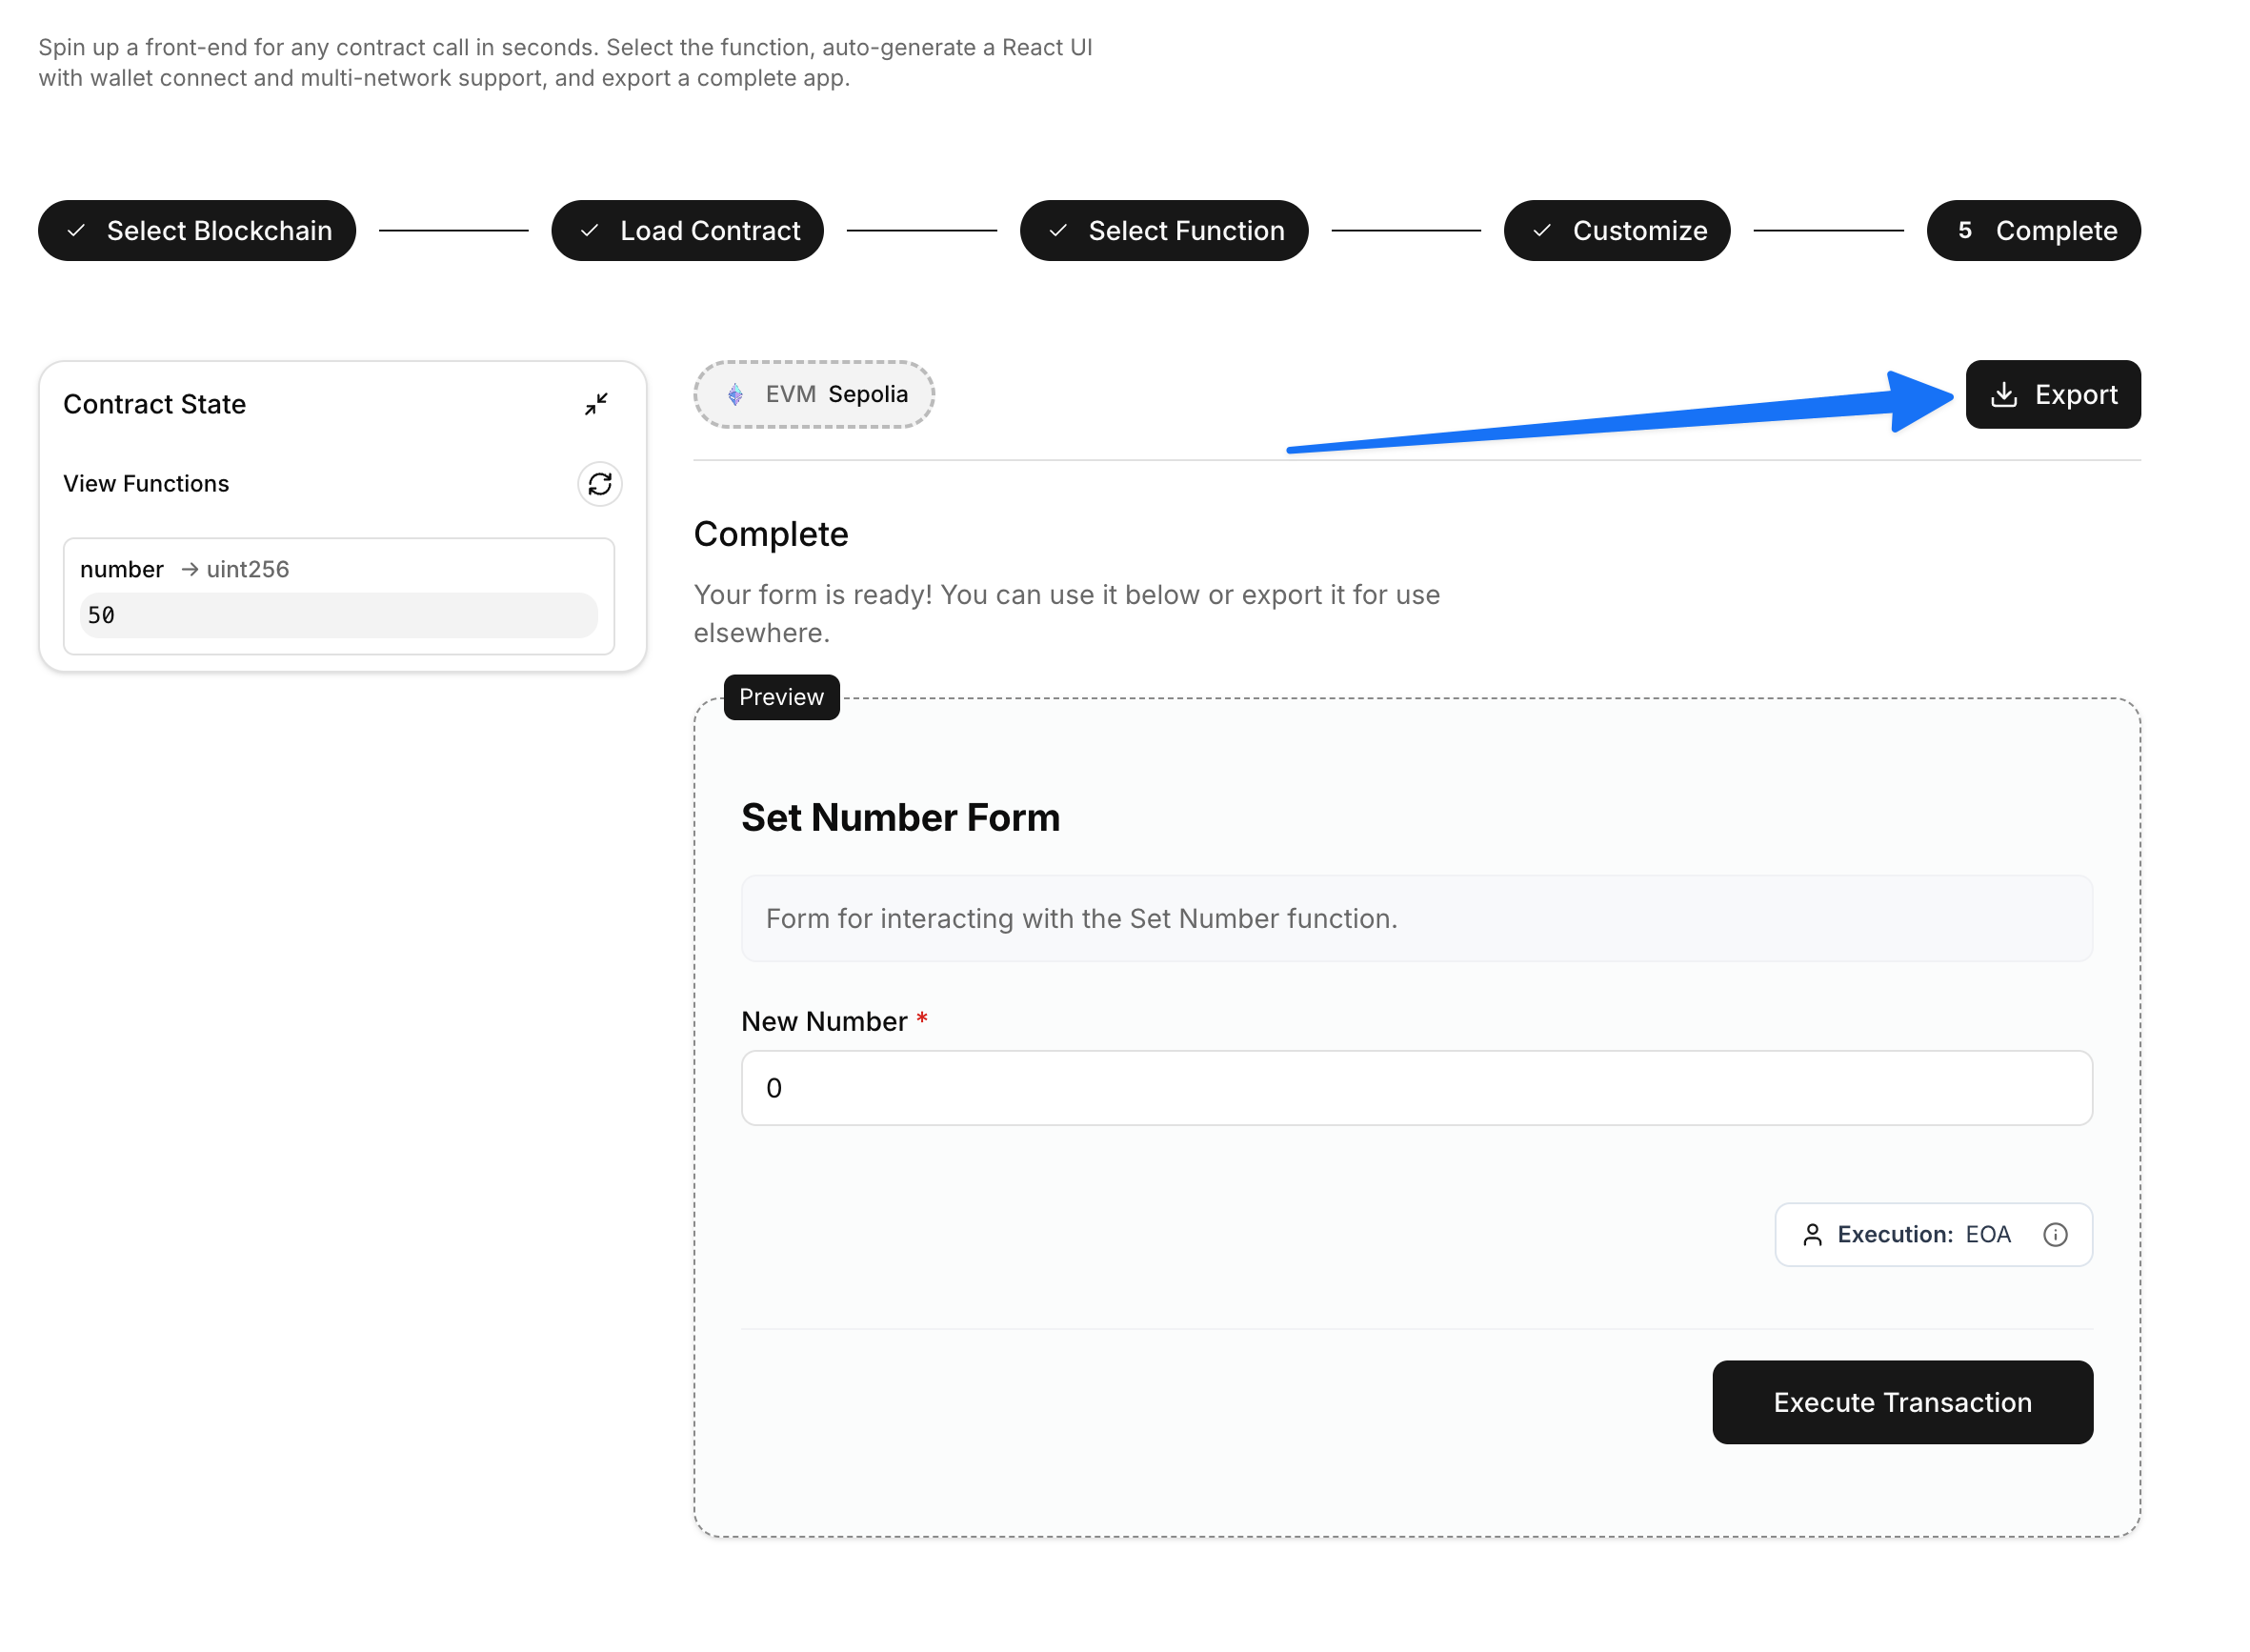 Spin up a front-end for any contract call in seconds. Select the function, auto-generate a React UI
with wallet connect and multi-network support, and export a complete app.
Select Blockchain
Load Contract
Select Function
Customize
5 Complete
Contract State
View Functions
number → uint256
50
EVM Sepolia
Export
Complete
Your form is ready! You can use it below or export it for use
elsewhere.
Preview
Set Number Form
Form for interacting with the Set Number function.
New Number *
0
Execution: EOA
Execute Transaction